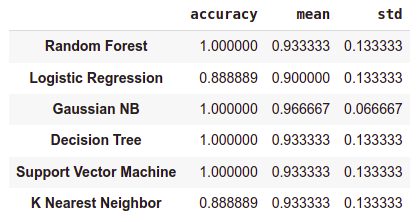 accuracy mean std
Random Forest 1.000000 0.933333 0.133333
Logistic Regression 0.888889 0.900000 0.133333
Gaussian NB 1.000000 0.966667 0.066667
Decision Tree 1.000000 0.933333 0.133333
Support Vector Machine 1.000000 0.933333 0.133333
K Nearest Neighbor 0.888889 0.933333 0.133333